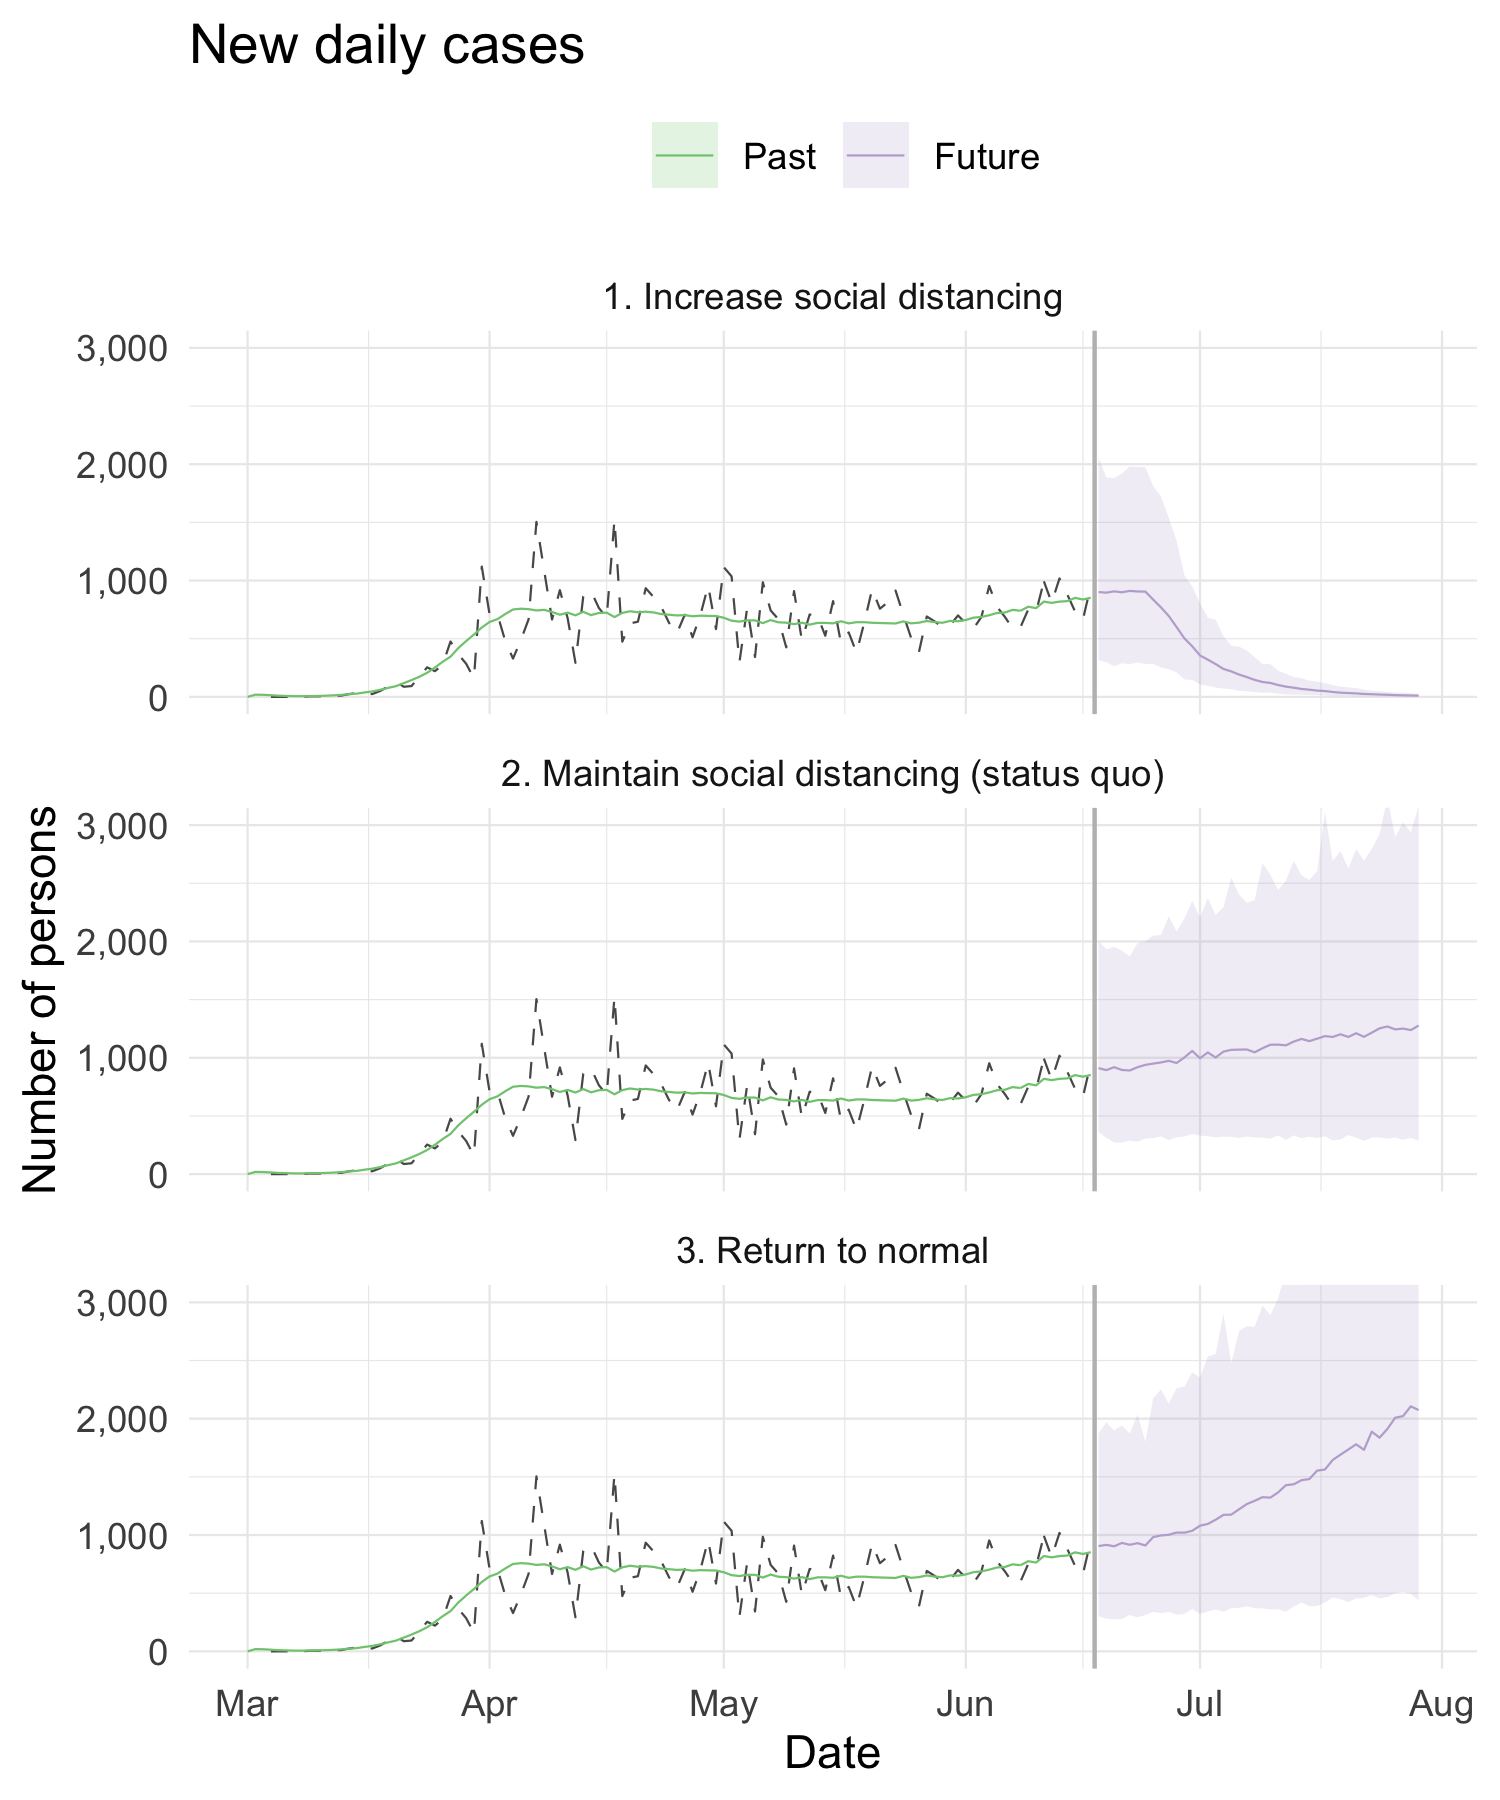 New daily cases
Past Future
1. Increase social distancing
3,000
2,000
1,000
0
2. Maintain social distancing (status quo)
Number of persons
3,000
2,000
1,000
0
3. Return to normal
3,000
2,000
1,000
0
Mar Apr May Jun Jul Aug
Date